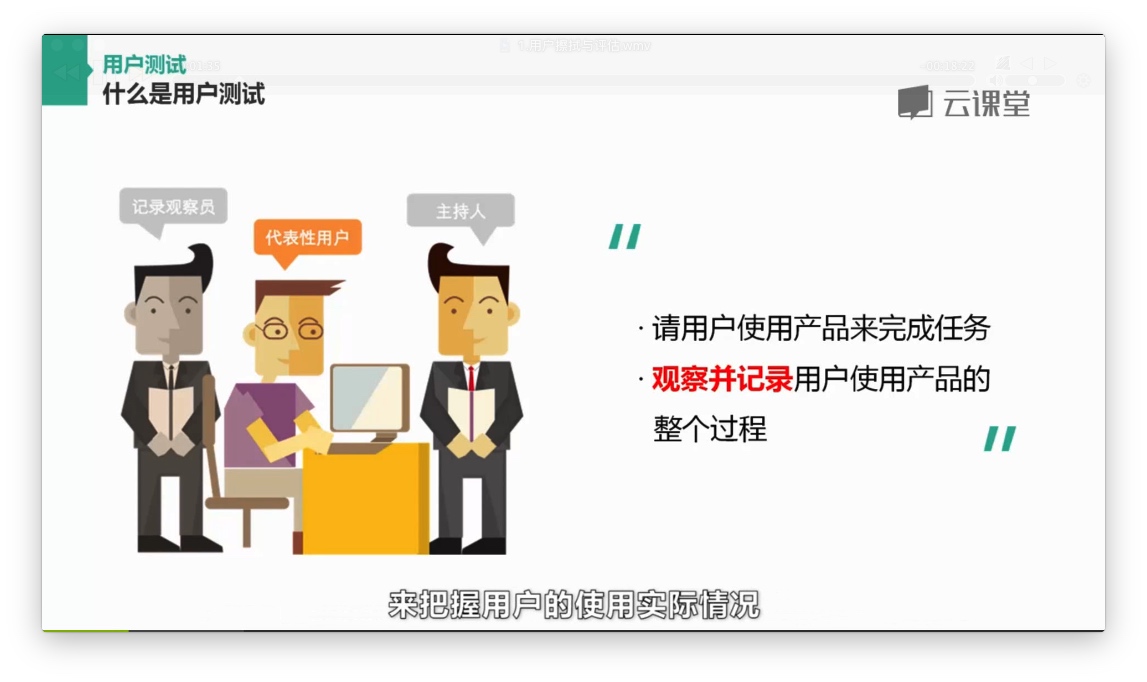 用户测试
什么是用户测试
云课堂
记录观察员
主持人
代表性用户
· 请用户使用产品来完成任务
· 观察并记录用户使用产品的
整个过程
来把握用户的使用实际情况